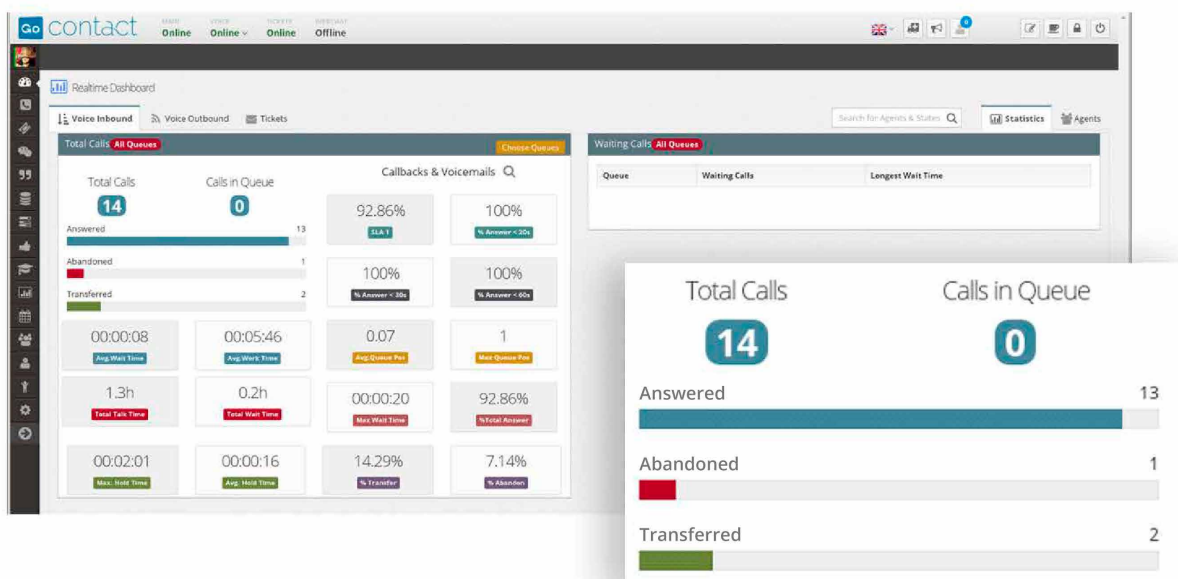 Go contact
MAIN VOICE TICKETS WEBCHAT
Online Online Online Offline
Realtime Dashboard
Voice Inbound Voice Outbound Tickets
Search for Agents & States
Statistics Agents
Total Calls All Queues Choose Queues
Total Calls Calls in Queue
14 0
Answered 13
Abandoned 1
Transferred 2
Callbacks & Voicemails
92.86% 100%
SLA 1 % Answer < 20s
100% 100%
% Answer < 30s % Answer < 60s
00:00:08 00:05:46 0.07 1
Avg.Wait Time Avg.Work Time Avg.Queue Pos Max Queue Pos
1.3h 0.2h 00:00:20 92.86%
Total Talk Time Total Wait Time Max Wait Time %Total Answer
00:02:01 00:00:16 14.29% 7.14%
Max. Hold Time Avg. Hold Time % Transfer % Abandon
Waiting Calls All Queues
Queue Waiting Calls Longest Wait Time
Total Calls Calls in Queue
14 0
Answered 13
Abandoned 1
Transferred 2